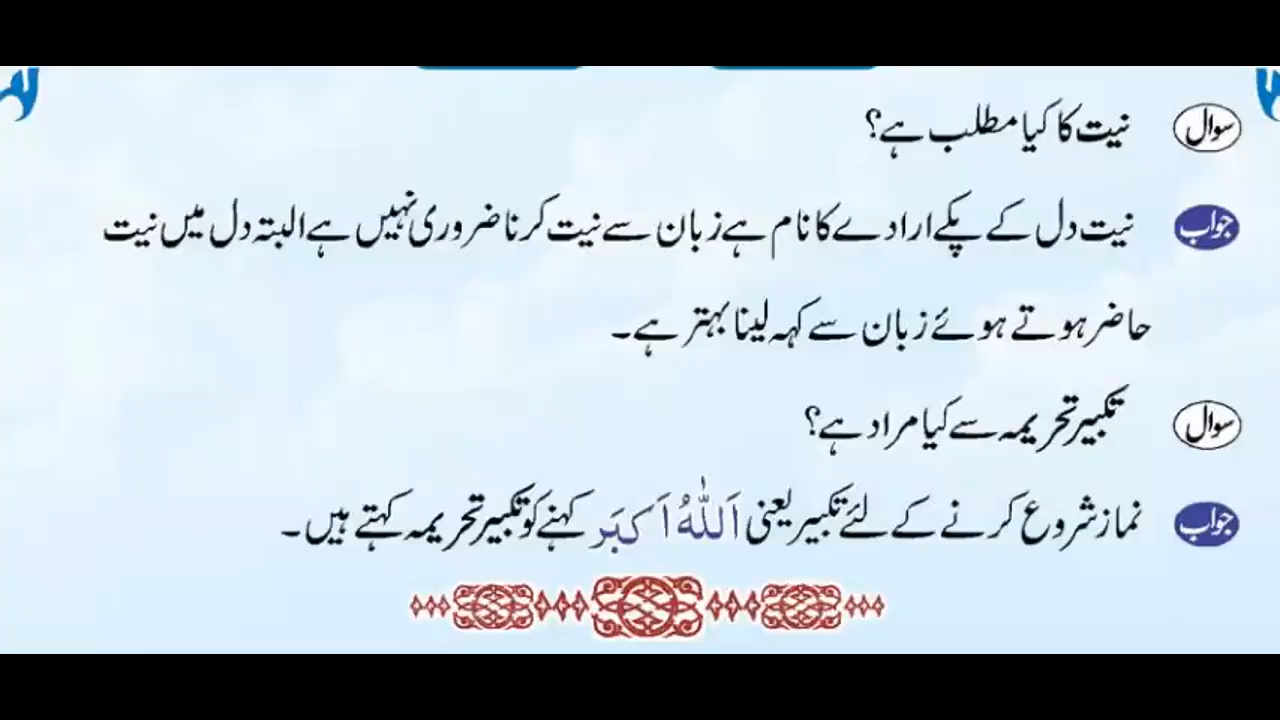 سوال نیت کا کیا مطلب ہے؟
جواب نیت دل کے پکے ارادے کا نام ہے زبان سے نیت کرنا ضروری نہیں ہے البتہ دل میں نیت
حاضر ہوتے ہوئے زبان سے کہہ لینا بہتر ہے۔
سوال تکبیر تحریمہ سے کیا مراد ہے؟
جواب نماز شروع کرنے کے لئے تکبیر یعنی اَللّٰہُ اَکبَر کہنے کو تکبیر تحریمہ کہتے ہیں۔